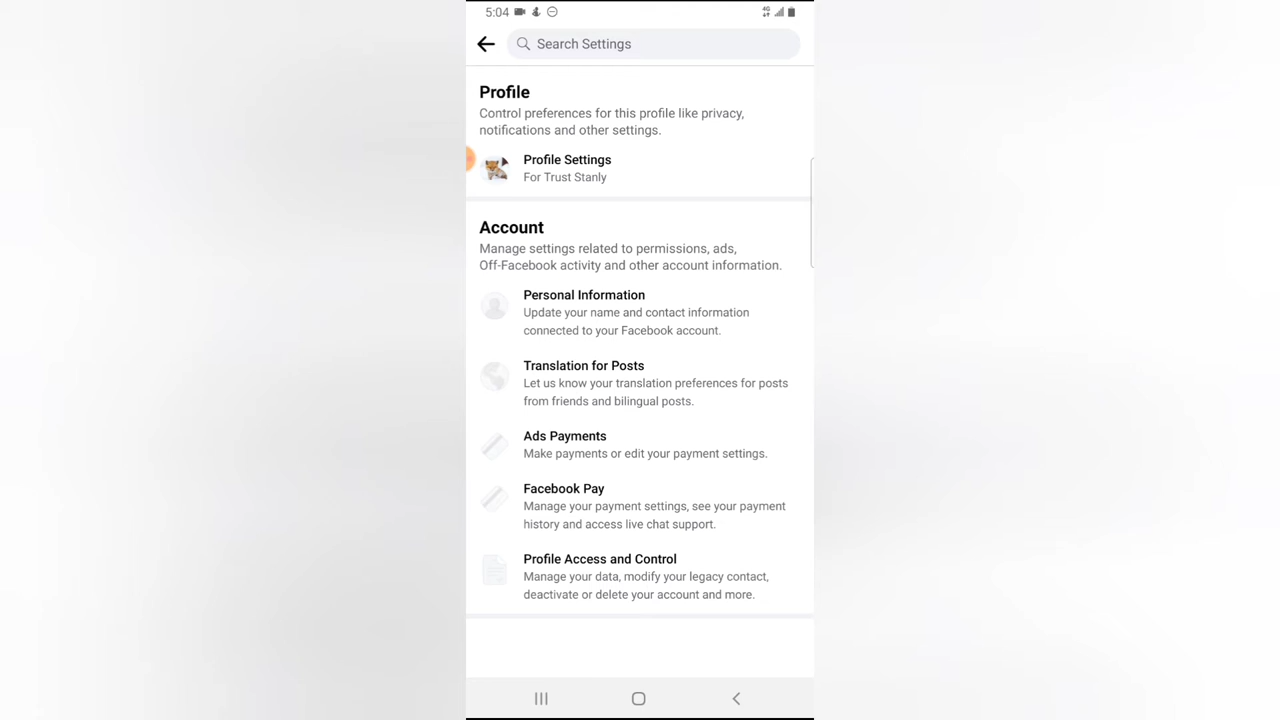 5:04
4G
Search Settings
Profile
Control preferences for this profile like privacy,
notifications and other settings.
Profile Settings
For Trust Stanly
Account
Manage settings related to permissions, ads,
Off-Facebook activity and other account information.
Personal Information
Update your name and contact information
connected to your Facebook account.
Translation for Posts
Let us know your translation preferences for posts
from friends and bilingual posts.
Ads Payments
Make payments or edit your payment settings.
Facebook Pay
Manage your payment settings, see your payment
history and access live chat support.
Profile Access and Control
Manage your data, modify your legacy contact,
deactivate or delete your account and more.